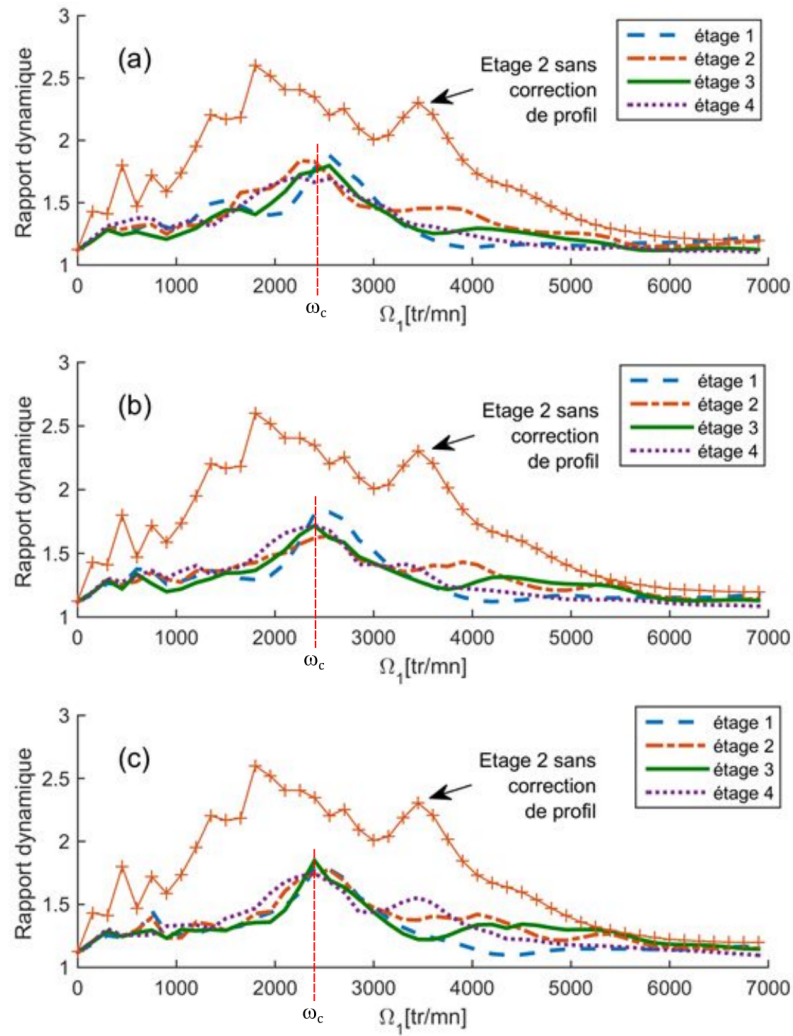 3
2.5
2
1.5
1
Rapport dynamique
(a)
Etage 2 sans
correction
de profil
étage 1
étage 2
étage 3
étage 4
0 1000 2000 3000 4000 5000 6000 7000
ωc
Ω1[tr/mn]
3
2.5
2
1.5
1
Rapport dynamique
(b)
Etage 2 sans
correction
de profil
étage 1
étage 2
étage 3
étage 4
0 1000 2000 3000 4000 5000 6000 7000
ωc
Ω1[tr/mn]
3
2.5
2
1.5
1
Rapport dynamique
(c)
Etage 2 sans
correction
de profil
étage 1
étage 2
étage 3
étage 4
0 1000 2000 3000 4000 5000 6000 7000
ωc
Ω1[tr/mn]